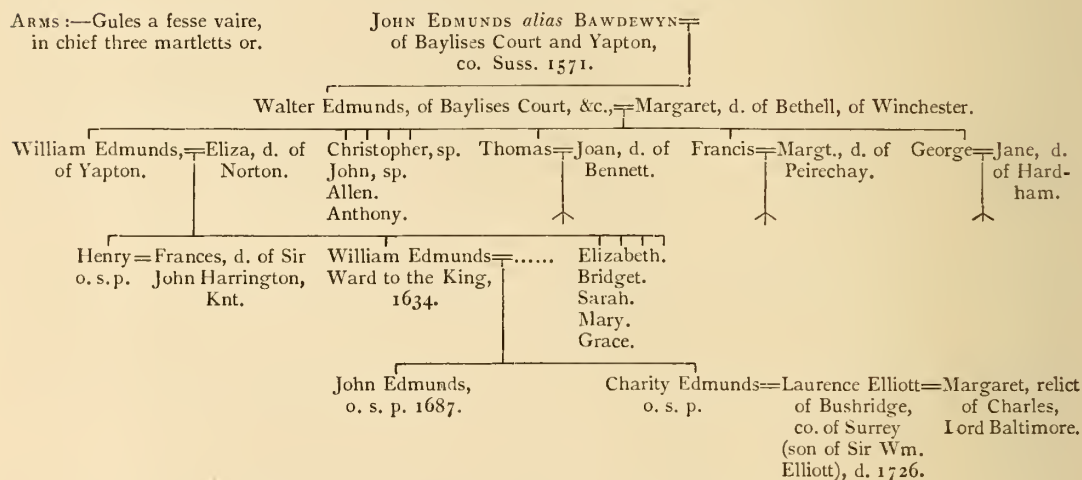 ARMS :—Gules a fesse vaire,
in chief three martletts or.
JOHN EDMUNDS alias BAWDEWYN
of Baylises Court and Yapton,
co. Suss. 1571.
Walter Edmunds, of Baylises Court, &c., Margaret, d. of Bethell, of Winchester.
William Edmunds,
of Yapton.
Eliza, d. of
Norton.
Christopher, sp.
John, sp.
Allen.
Anthony.
Thomas
Joan, d. of
Bennett.
Francis
Margt., d. of
Peirechay.
George
Jane, d.
of Hard-
ham.
Henry
o. s. p.
Frances, d. of Sir
John Harrington,
Knt.
William Edmunds
Ward to the King,
1634.
......
Elizabeth.
Bridget.
Sarah.
Mary.
Grace.
John Edmunds,
o. s. p. 1687.
Charity Edmunds
o. s. p.
Laurence Elliott
of Bushridge,
co. of Surrey
(son of Sir Wm.
Elliott), d. 1726.
Margaret, relict
of Charles,
Lord Baltimore.